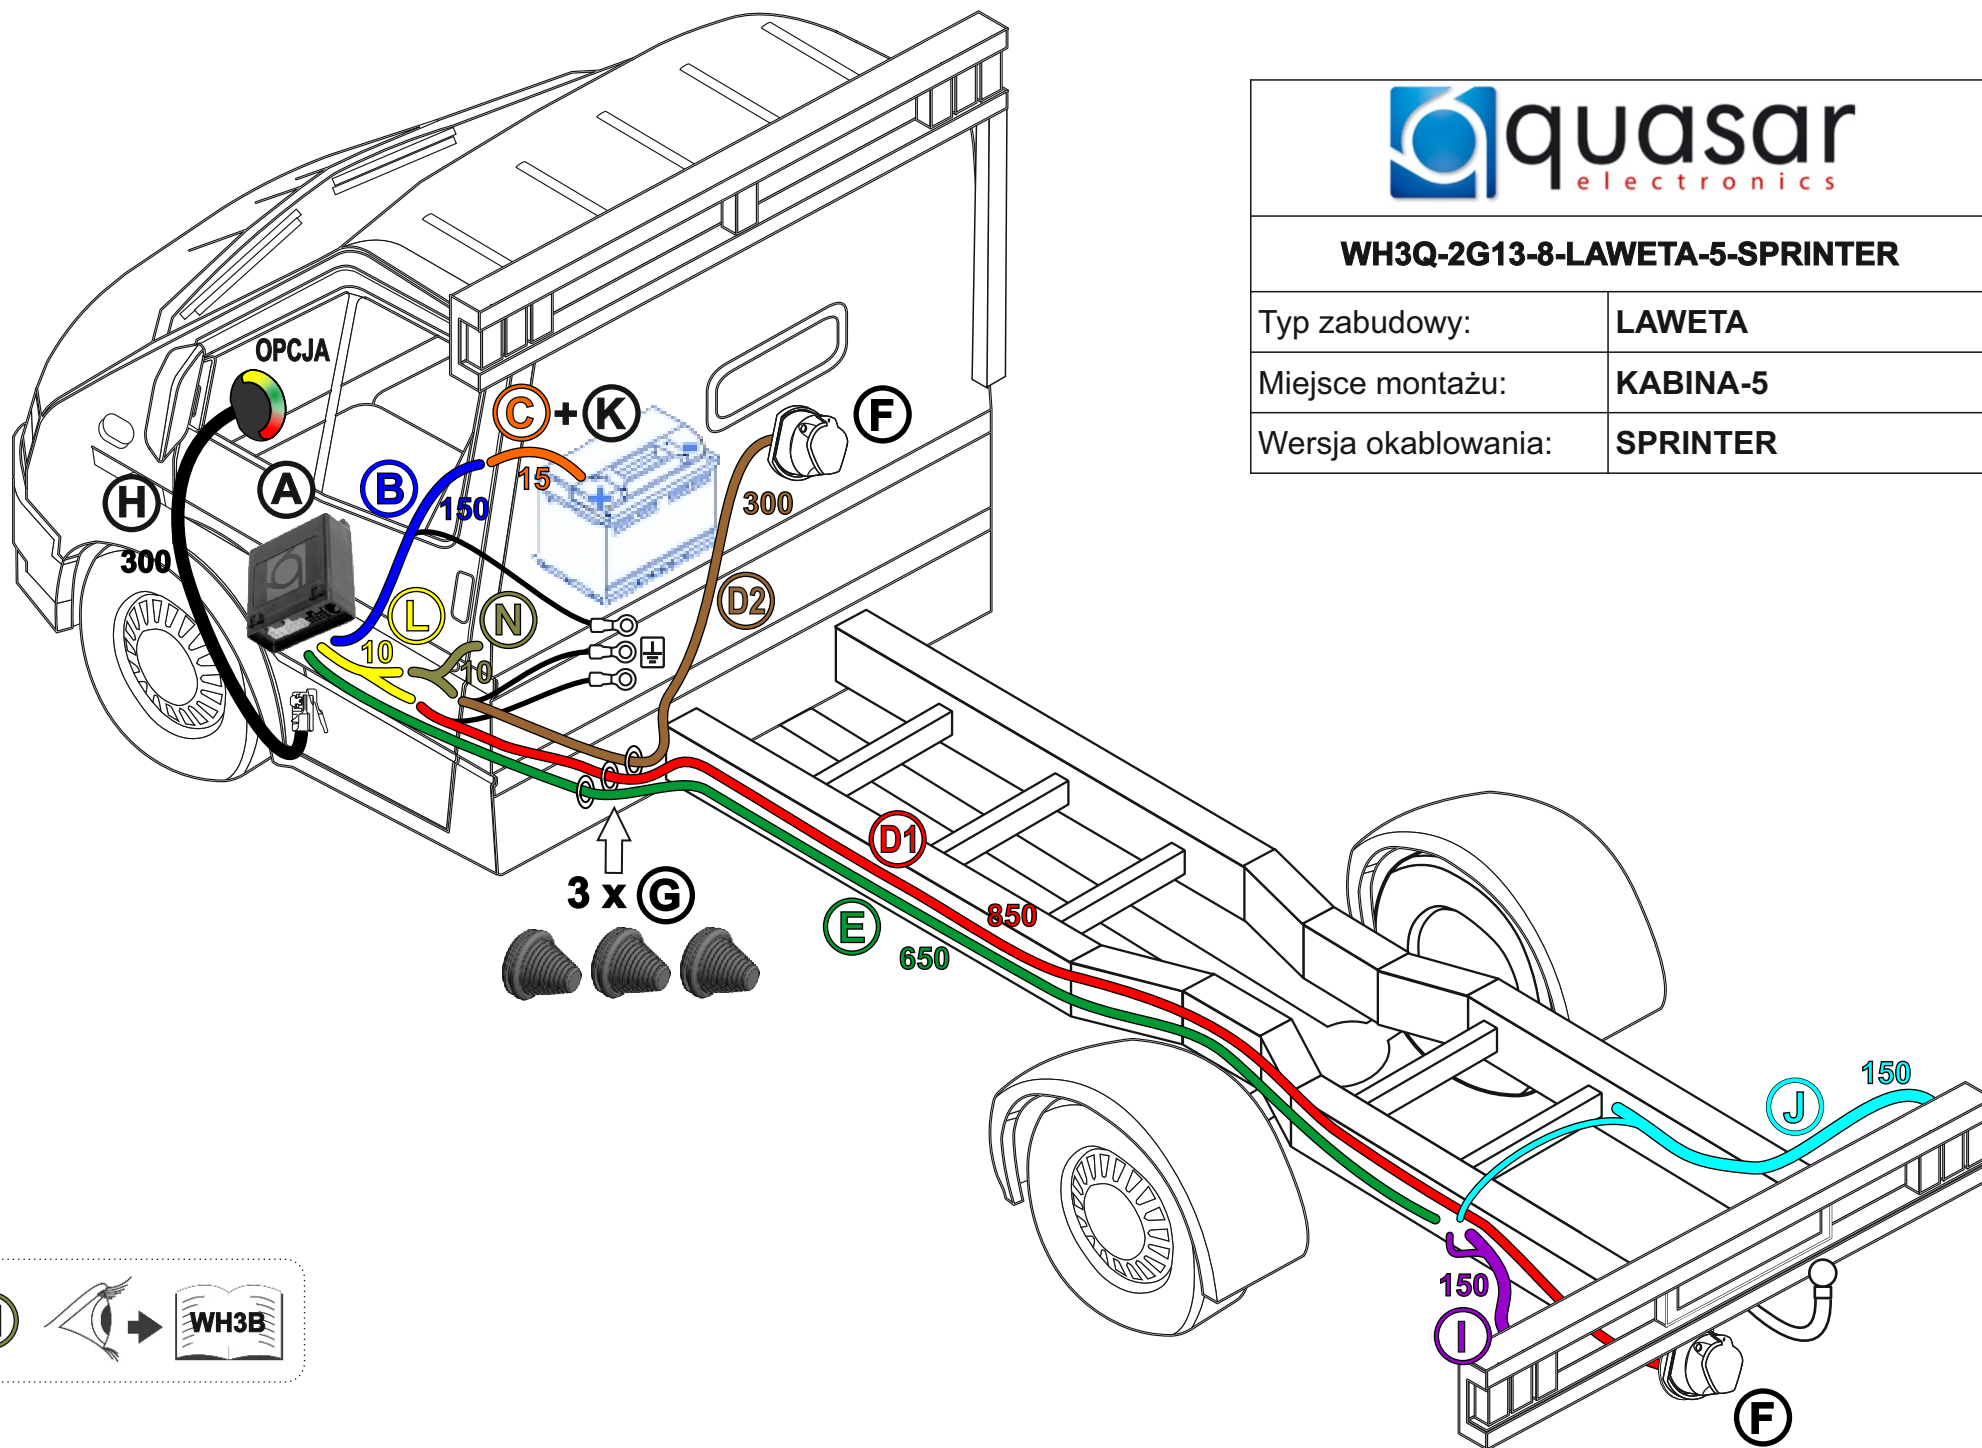 quasar
electronics
WH3Q-2G13-8-LAWETA-5-SPRINTER
Typ zabudowy: LAWETA
Miejsce montażu: KABINA-5
Wersja okablowania: SPRINTER
OPCJA
C + K
15
F
H
300
A
B
150
300
D2
L
10
N
10
D1
850
3 x G
E
650
J
150
150
I
F
WH3B